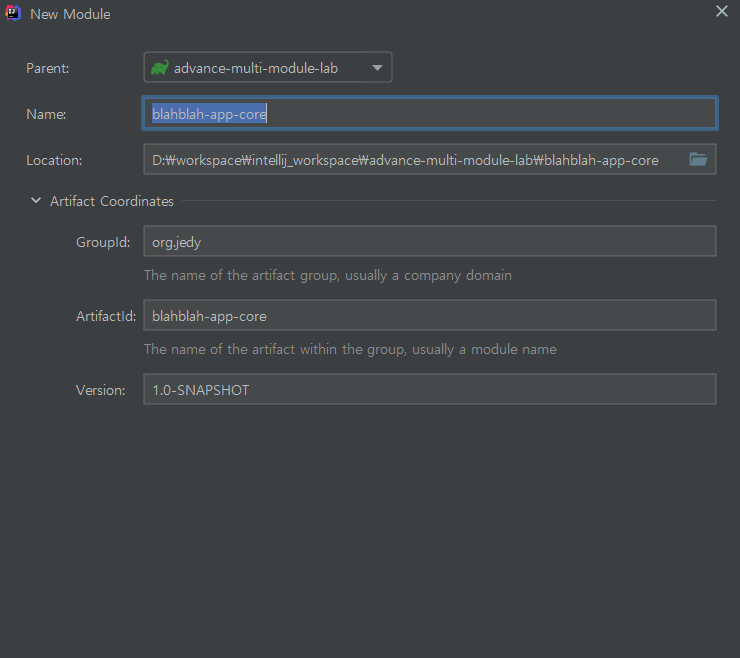 New Module
Parent: advance-multi-module-lab
Name: blahblah-app-core
Location: D:₩workspace₩intellij_workspace₩advance-multi-module-lab₩blahblah-app-core
Artifact Coordinates
GroupId: org.jedy
The name of the artifact group, usually a company domain
ArtifactId: blahblah-app-core
The name of the artifact within the group, usually a module name
Version: 1.0-SNAPSHOT